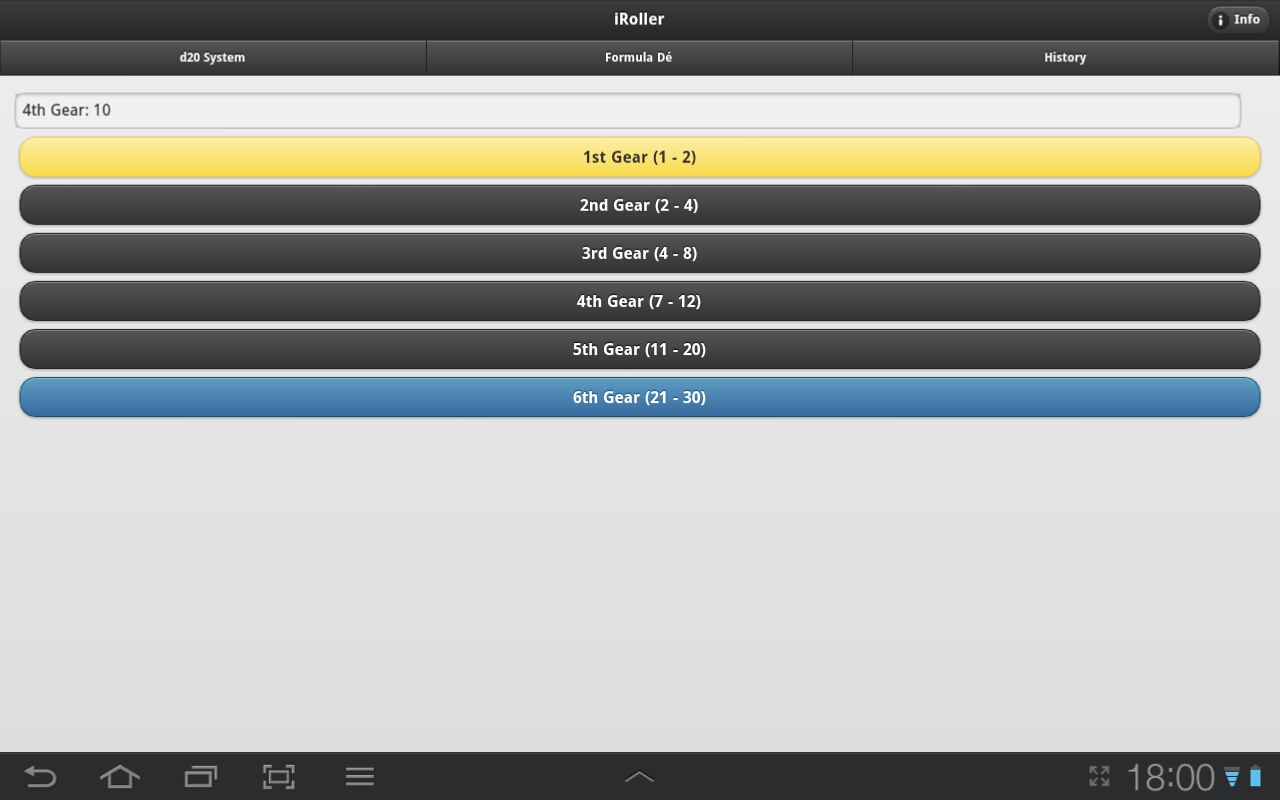 iRoller
Info
d20 System
Formula Dé
History
4th Gear: 10
1st Gear (1 - 2)
2nd Gear (2 - 4)
3rd Gear (4 - 8)
4th Gear (7 - 12)
5th Gear (11 - 20)
6th Gear (21 - 30)
18:00